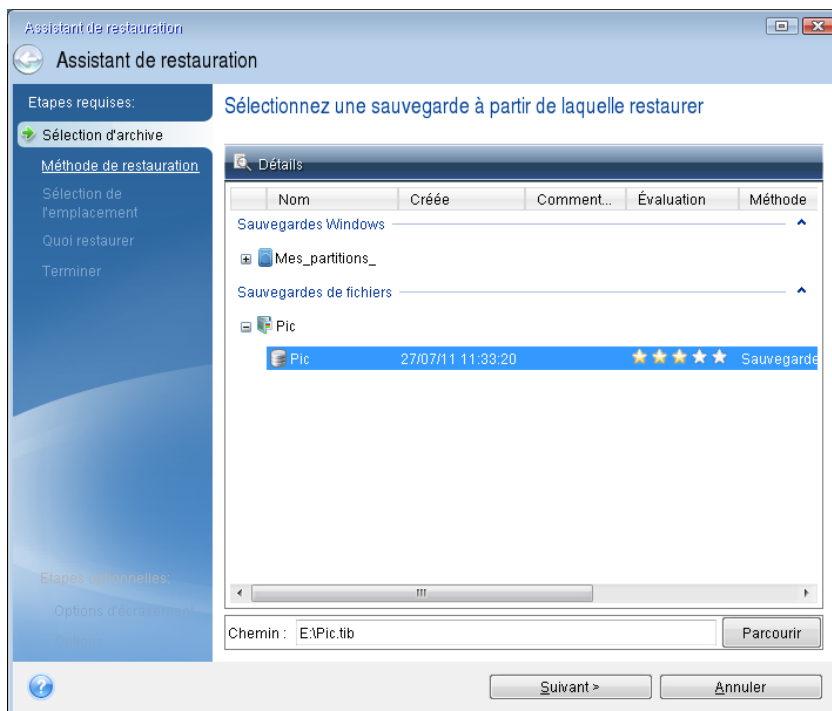 Assistant de restauration
Assistant de restauration
Etapes requises:
Sélection d'archive
Méthode de restauration
Sélection de
l'emplacement
Quoi restaurer
Terminer
Etapes optionnelles:
Options d'écrasement
Sélectionnez une sauvegarde à partir de laquelle restaurer
Détails
Nom Créée Comment... Évaluation Méthode
Sauvegardes Windows
Mes_partitions_
Sauvegardes de fichiers
Pic
Pic 27/07/11 11:33:20 Sauvegarde
Chemin : E:\Pic.tib Parcourir
Suivant > Annuler